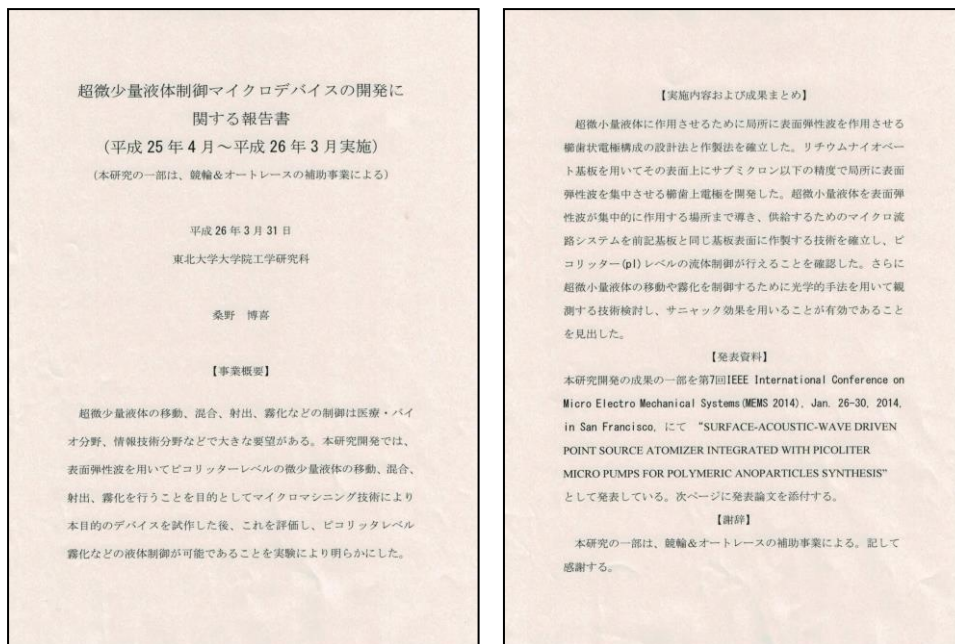 超微少量液体制御マイクロデバイスの開発に
関する報告書
(平成 25 年 4 月～平成 26 年 3 月実施)
(本研究の一部は、競輪&オートレースの補助事業による)
平成 26 年 3 月 31 日
東北大学大学院工学研究科
桑野 博喜
【事業概要】
超微少量液体の移動、混合、射出、霧化などの制御は医療・バイ
オ分野、情報技術分野などで大きな要望がある。本研究開発では、
表面弾性波を用いてピコリッターレベルの微少量液体の移動、混合、
射出、霧化を行うことを目的としてマイクロマシニング技術により
本目的のデバイスを試作した後、これを評価し、ピコリッタレベル
霧化などの液体制御が可能であることを実験により明らかにした。
【実施内容および成果まとめ】
超微小量液体に作用させるために局所に表面弾性波を作用させる
櫛歯状電極構成の設計法と作製法を確立した。リチウムナイオベー
ト基板を用いてその表面上にサブミクロン以下の精度で局所に表面
弾性波を集中させる櫛歯上電極を開発した。超微小量液体を表面弾
性波が集中的に作用する場所まで導き、供給するためのマイクロ流
路システムを前記基板と同じ基板表面に作製する技術を確立し、ピ
コリッター(pl)レベルの流体制御が行えることを確認した。さらに
超微小量液体の移動や霧化を制御するために光学的手法を用いて観
測する技術検討し、サニャック効果を用いることが有効であること
を見出した。
【発表資料】
本研究開発の成果の一部を第7回IEEE International Conference on
Micro Electro Mechanical Systems(MEMS 2014), Jan. 26-30, 2014,
in San Francisco, にて “SURFACE-ACOUSTIC-WAVE DRIVEN
POINT SOURCE ATOMIZER INTEGRATED WITH PICOLITER
MICRO PUMPS FOR POLYMERIC ANOPARTICLES SYNTHESIS”
として発表している。次ページに発表論文を添付する。
【謝辞】
本研究の一部は、競輪&オートレースの補助事業による。記して
感謝する。